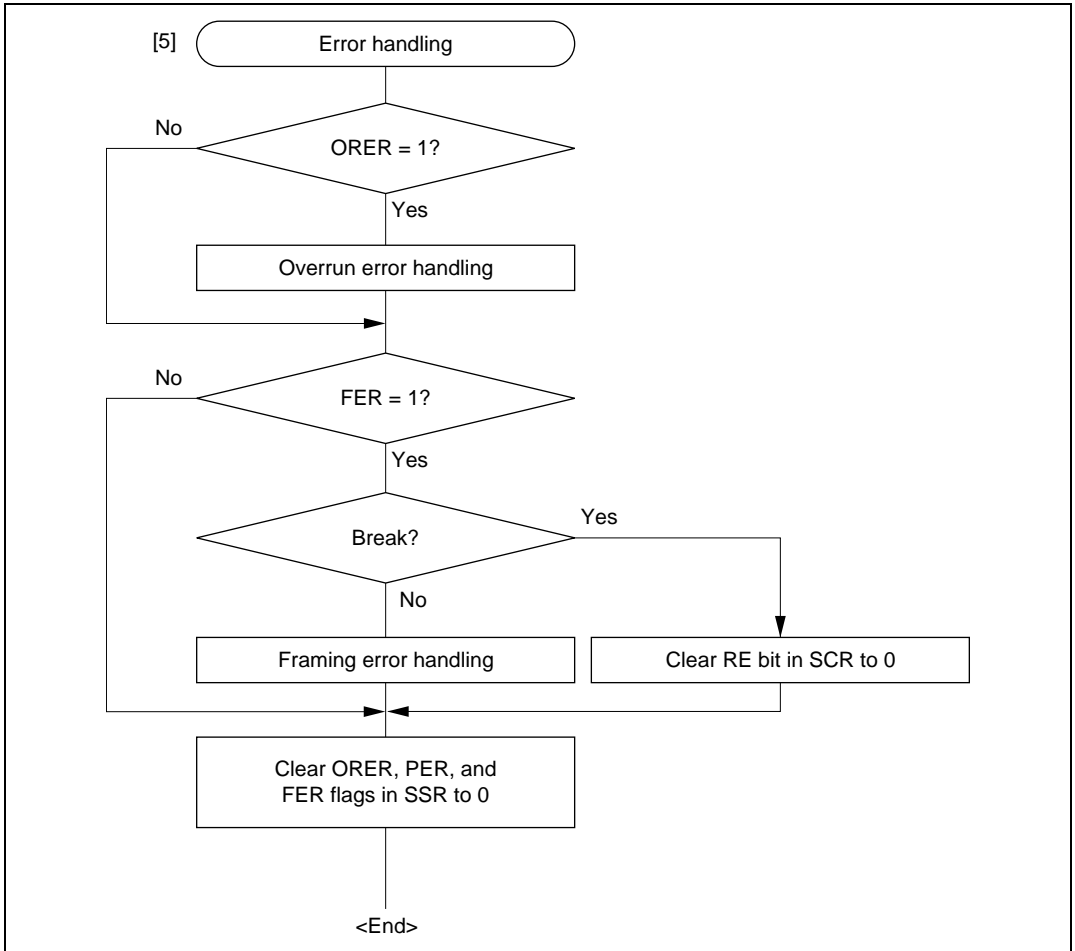 [5] Error handling
No
ORER = 1?
Yes
Overrun error handling
No
FER = 1?
Yes
Break?
Yes
No
Framing error handling
Clear RE bit in SCR to 0
Clear ORER, PER, and
FER flags in SSR to 0
<End>